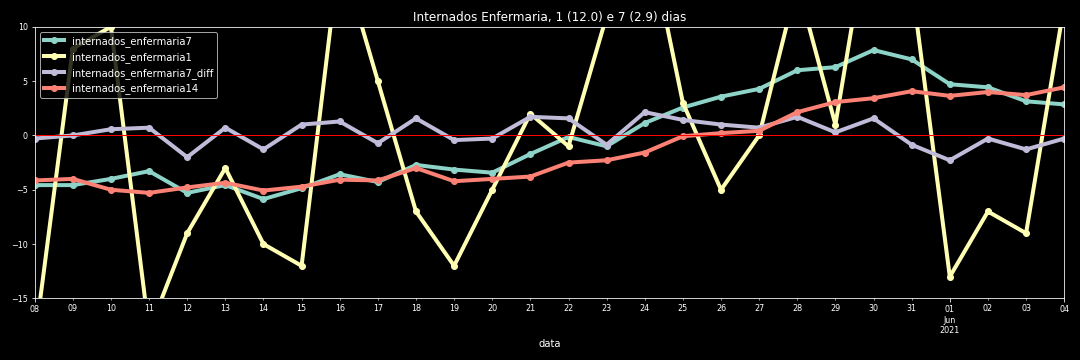 Internados Enfermaria, 1 (12.0) e 7 (2.9) dias
10
5
0
−5
−10
−15
internados_enfermaria7
internados_enfermaria1
internados_enfermaria7_diff
internados_enfermaria14
08 09 10 11 12 13 14 15 16 17 18 19 20 21 22 23 24 25 26 27 28 29 30 31 01 02 03 04
Jun
2021
data